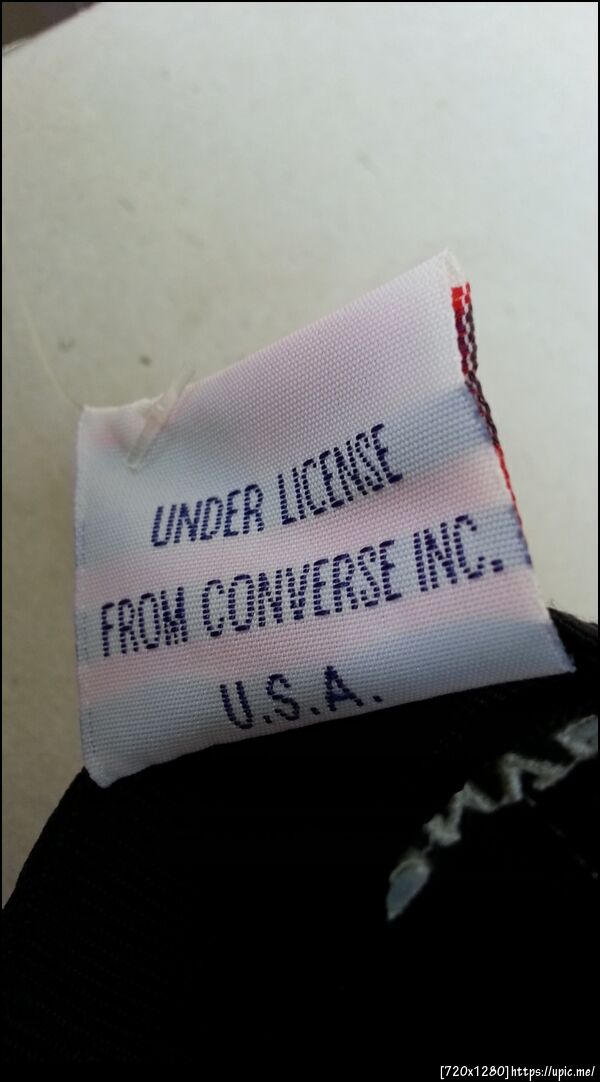 UNDER LICENSE
FROM CONVERSE INC.
U.S.A.
[720x1280]https://upic.me/